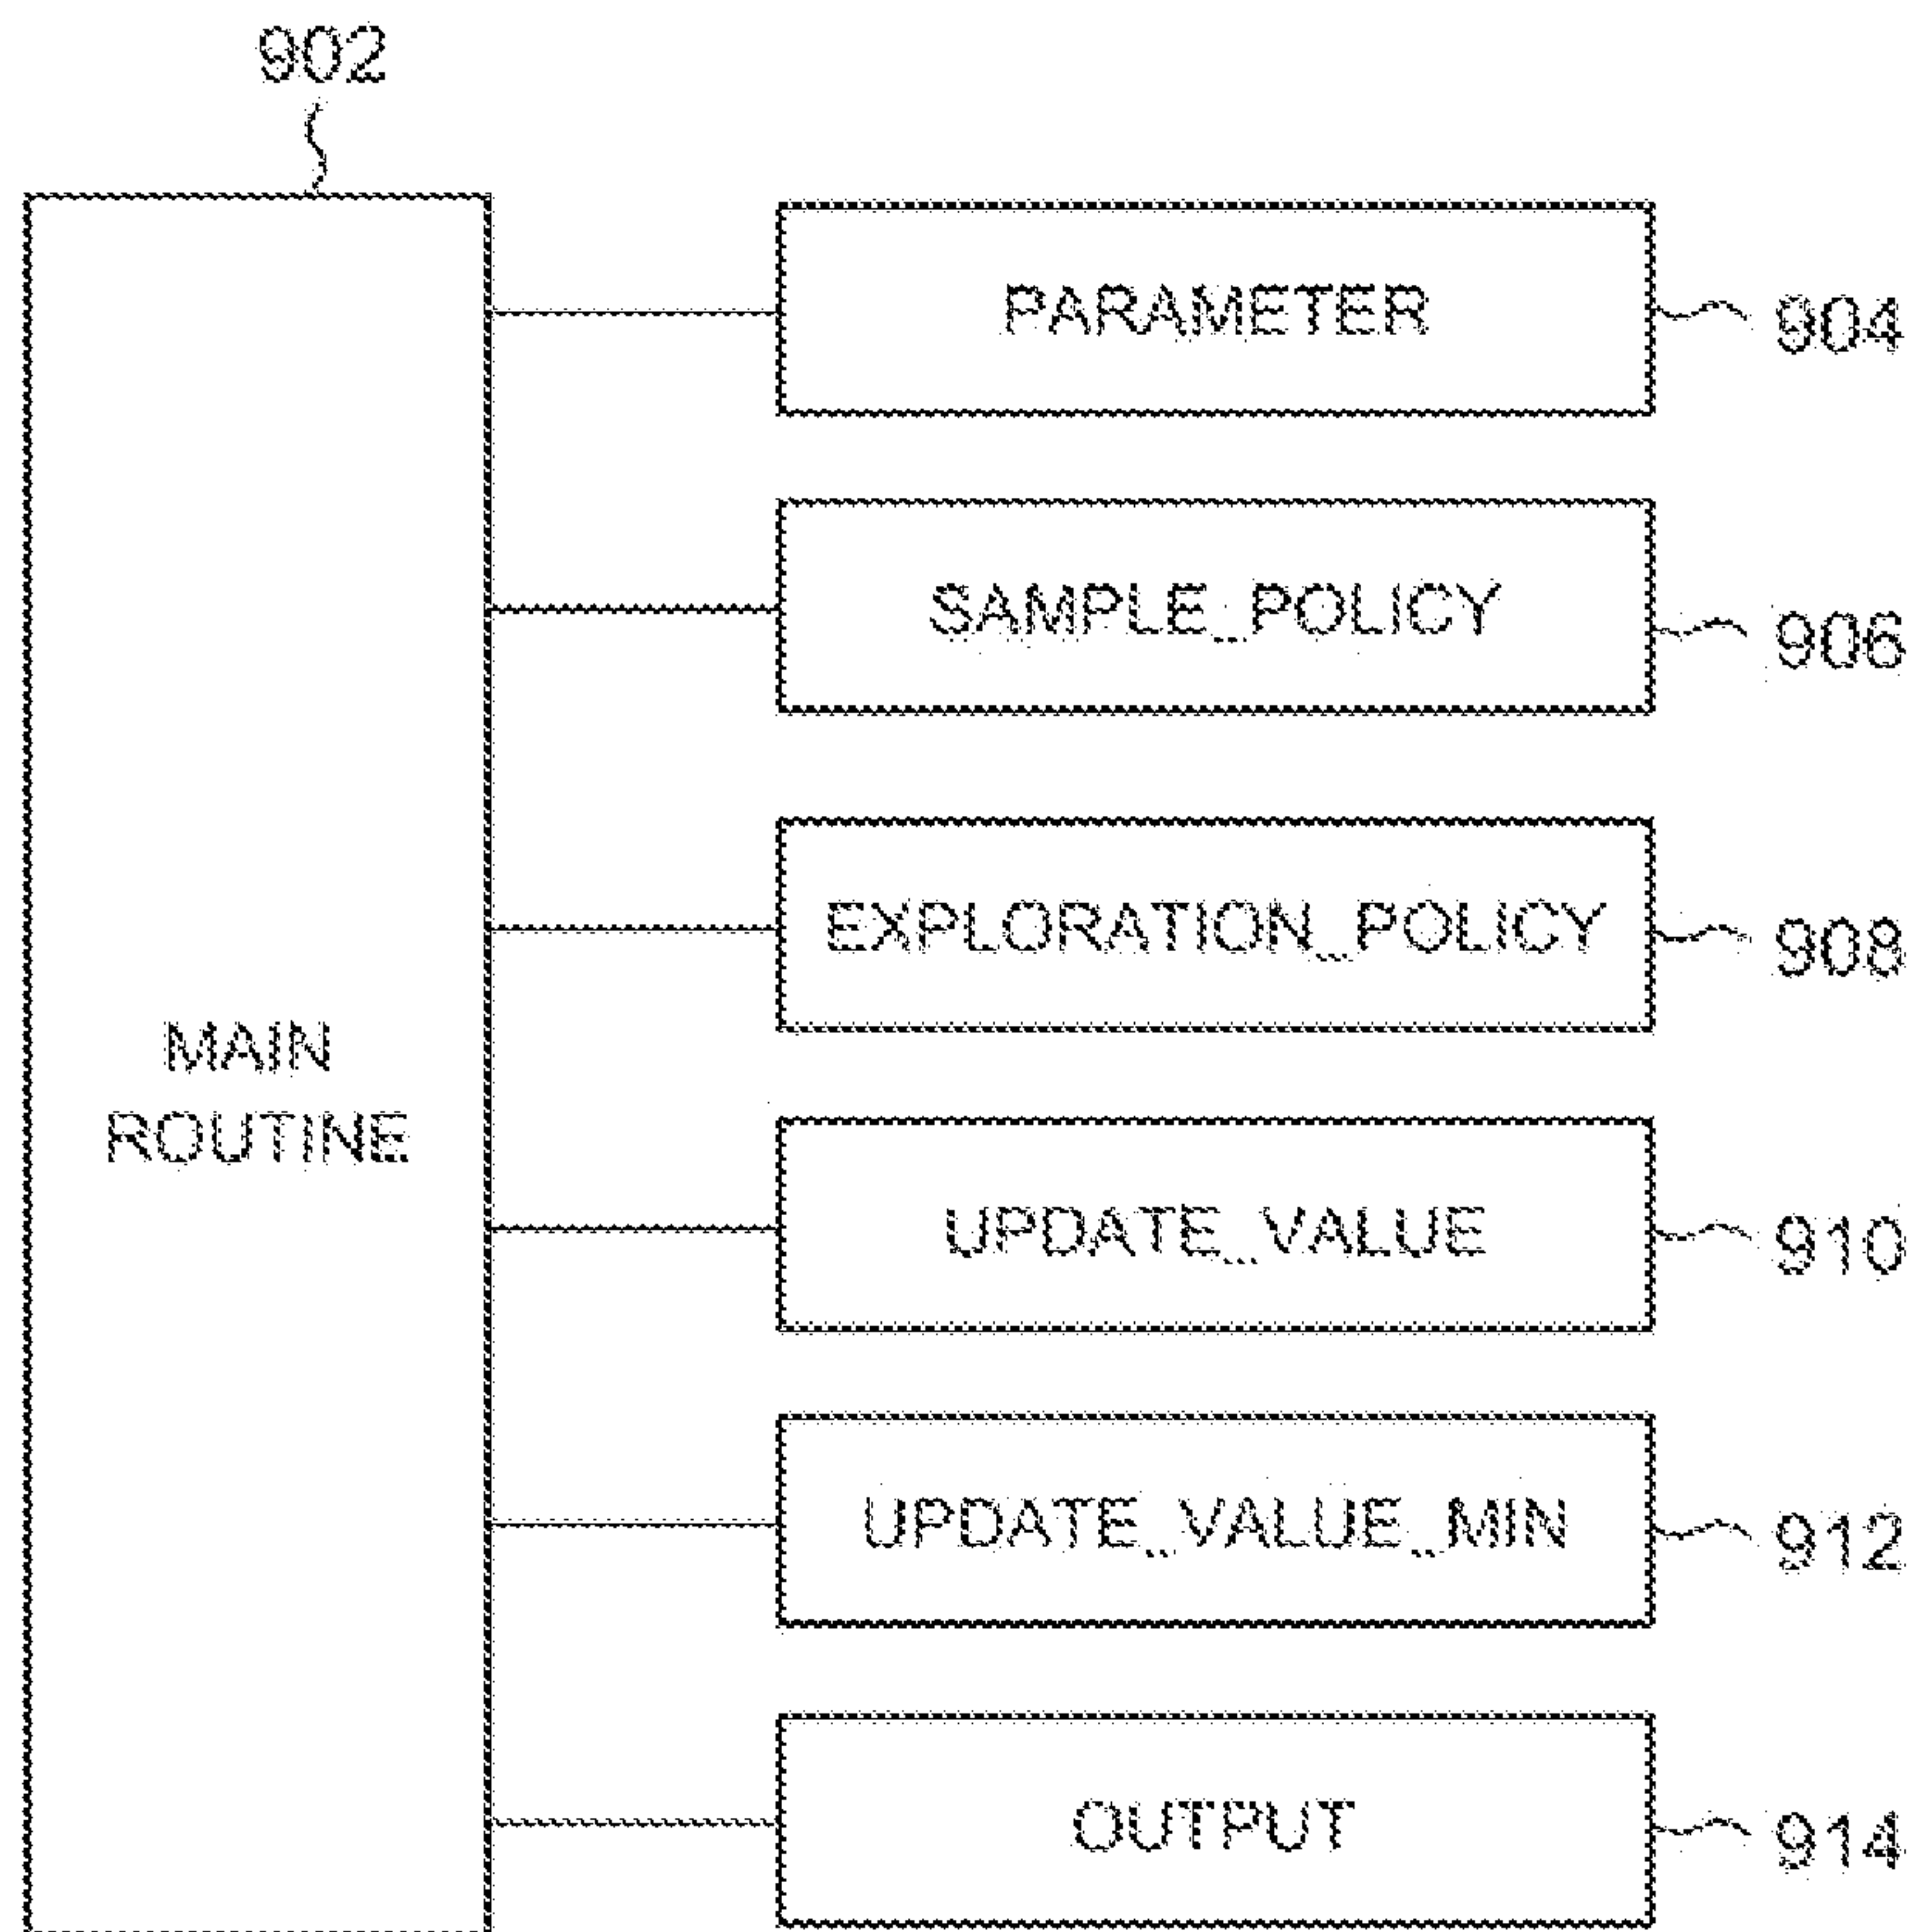 902
PARAMETER
904
SAMPLE_POLICY
906
EXPLORATION_POLICY
908
MAIN
ROUTINE
UPDATE_VALUE
910
UPDATE_VALUE_MIN
912
OUTPUT
914